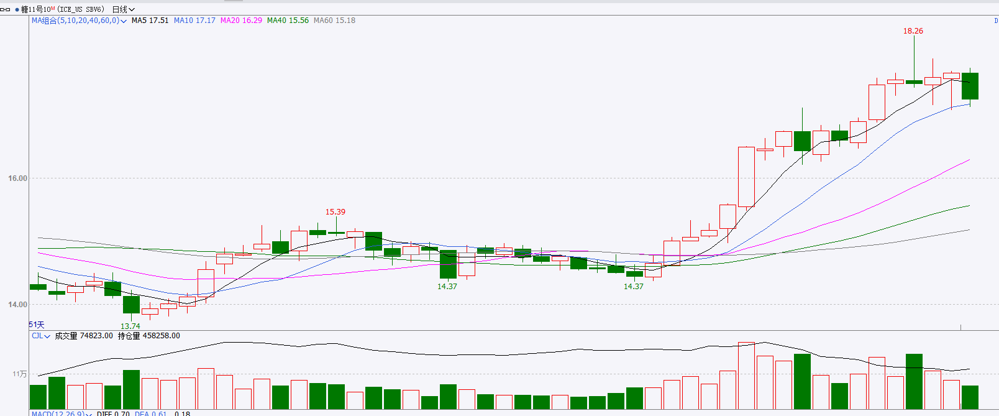 糖11号10M (ICE_US SBV6) 日线
MA组合(5,10,20,40,60,0) MA5 17.51 MA10 17.17 MA20 16.29 MA40 15.56 MA60 15.18
D
18.26
16.00
15.39
14.37
14.37
14.00
51天
13.74
CJL 成交量 74823.00 持仓量 458258.00
11万
MACD(12,26,9) DIFF 0.70 DEA 0.61 0.18